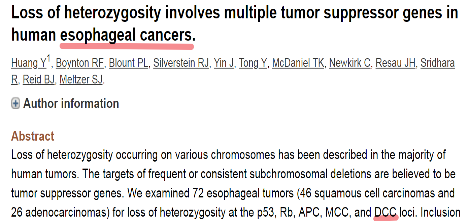 Loss of heterozygosity involves multiple tumor suppressor genes in
human esophageal cancers.
Huang Y1, Boynton RF, Blount PL, Silverstein RJ, Yin J, Tong Y, McDaniel TK, Newkirk C, Resau JH, Sridhara
R, Reid BJ, Meltzer SJ.
Author information
Abstract
Loss of heterozygosity occurring on various chromosomes has been described in the majority of
human tumors. The targets of frequent or consistent subchromosomal deletions are believed to be
tumor suppressor genes. We examined 72 esophageal tumors (46 squamous cell carcinomas and
26 adenocarcinomas) for loss of heterozygosity at the p53, Rb, APC, MCC, and DCC loci. Inclusion